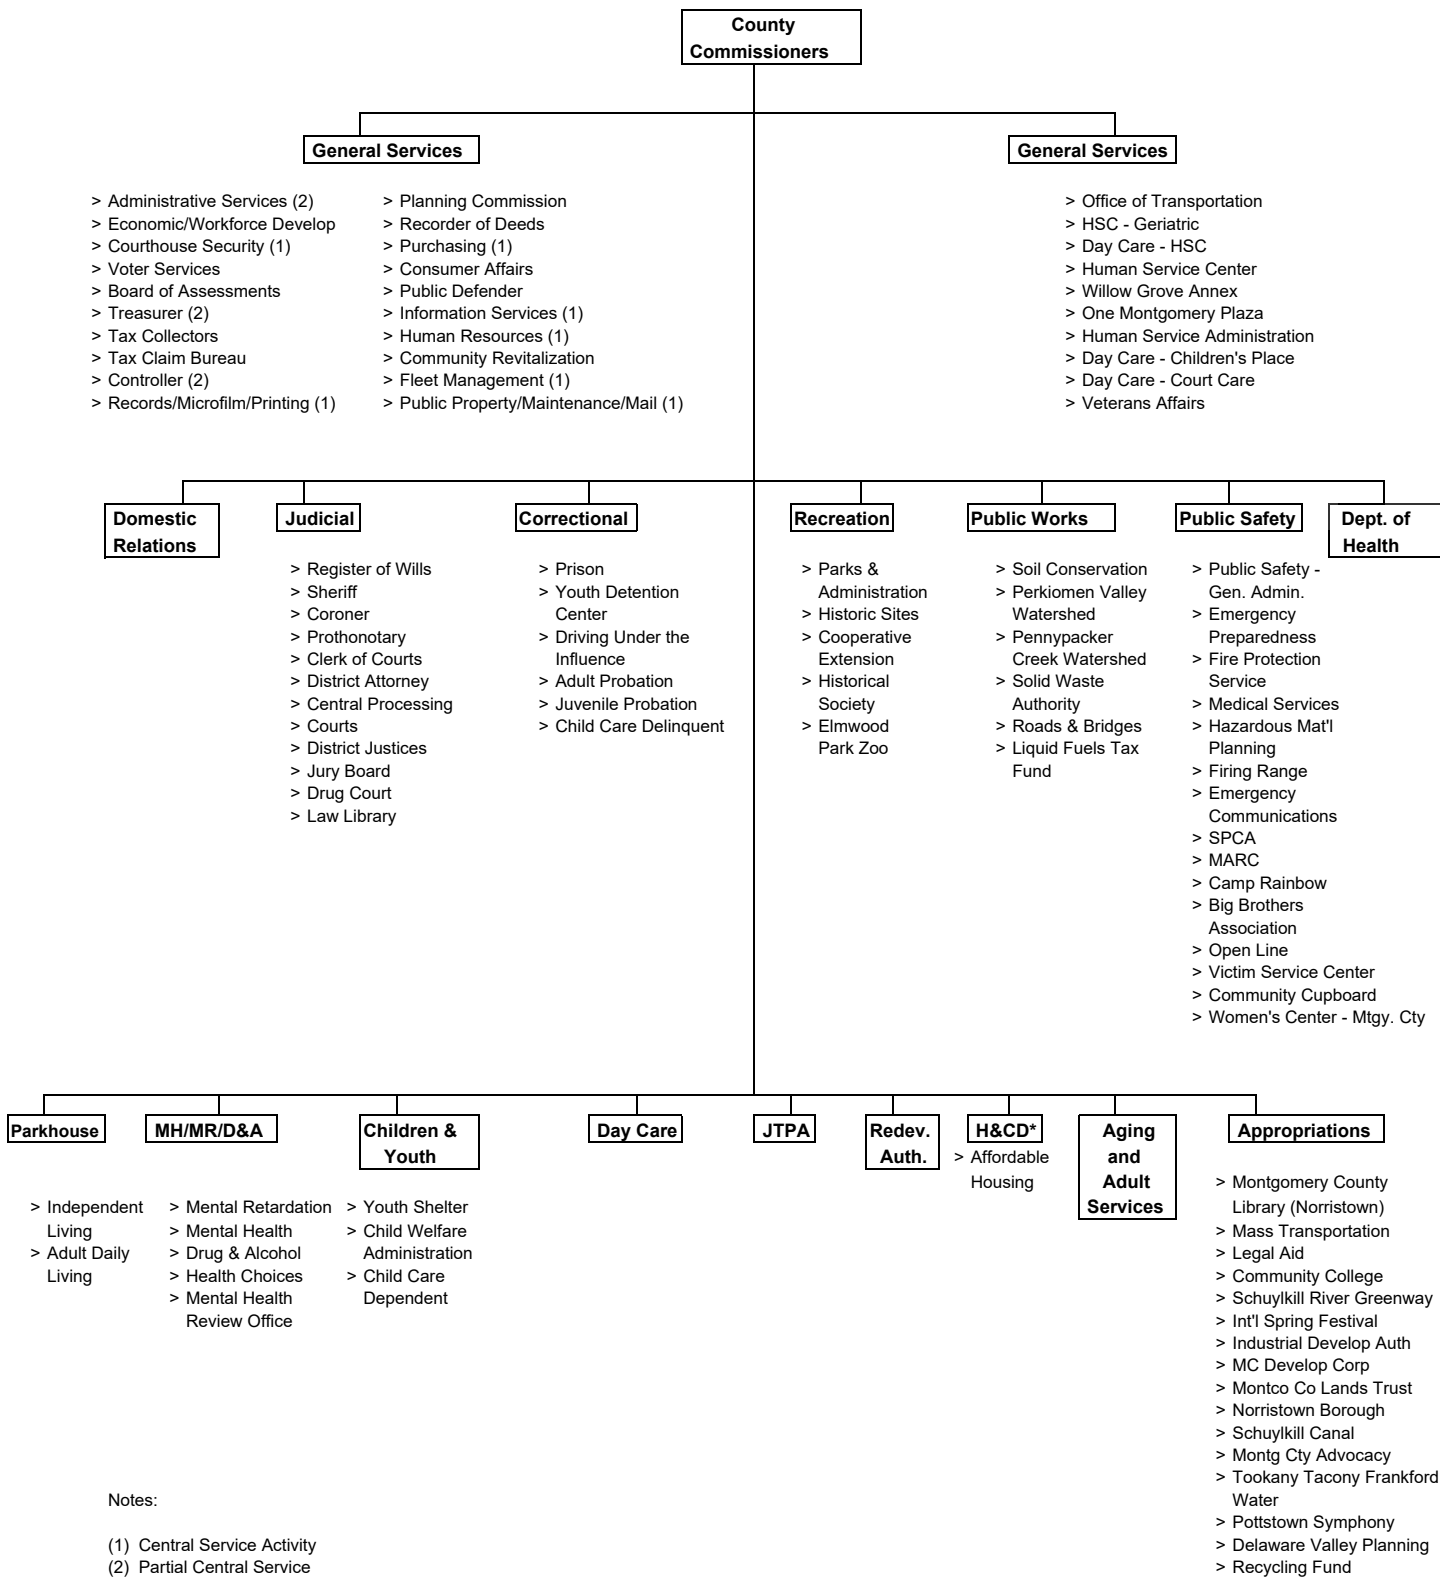 County
Commissioners
General Services
> Administrative Services (2)
> Economic/Workforce Develop
> Courthouse Security (1)
> Voter Services
> Board of Assessments
> Treasurer (2)
> Tax Collectors
> Tax Claim Bureau
> Controller (2)
> Records/Microfilm/Printing (1)
> Planning Commission
> Recorder of Deeds
> Purchasing (1)
> Consumer Affairs
> Public Defender
> Information Services (1)
> Human Resources (1)
> Community Revitalization
> Fleet Management (1)
> Public Property/Maintenance/Mail (1)
General Services
> Office of Transportation
> HSC - Geriatric
> Day Care - HSC
> Human Service Center
> Willow Grove Annex
> One Montgomery Plaza
> Human Service Administration
> Day Care - Children's Place
> Day Care - Court Care
> Veterans Affairs
Domestic
Relations
Judicial
> Register of Wills
> Sheriff
> Coroner
> Prothonotary
> Clerk of Courts
> District Attorney
> Central Processing
> Courts
> District Justices
> Jury Board
> Drug Court
> Law Library
Correctional
> Prison
> Youth Detention
Center
> Driving Under the
Influence
> Adult Probation
> Juvenile Probation
> Child Care Delinquent
Recreation
> Parks &
Administration
> Historic Sites
> Cooperative
Extension
> Historical
Society
> Elmwood
Park Zoo
Public Works
> Soil Conservation
> Perkiomen Valley
Watershed
> Pennypacker
Creek Watershed
> Solid Waste
Authority
> Roads & Bridges
> Liquid Fuels Tax
Fund
Public Safety
> Public Safety -
Gen. Admin.
> Emergency
Preparedness
> Fire Protection
Service
> Medical Services
> Hazardous Mat'l
Planning
> Firing Range
> Emergency
Communications
> SPCA
> MARC
> Camp Rainbow
> Big Brothers
Association
> Open Line
> Victim Service Center
> Community Cupboard
> Women's Center - Mtgy. Cty
Dept. of
Health
Parkhouse
> Independent
Living
> Adult Daily
Living
MH/MR/D&A
> Mental Retardation
> Mental Health
> Drug & Alcohol
> Health Choices
> Mental Health
Review Office
Children &
Youth
> Youth Shelter
> Child Welfare
Administration
> Child Care
Dependent
Day Care
JTPA
Redev.
Auth.
H&CD*
> Affordable
Housing
Aging
and
Adult
Services
Appropriations
> Montgomery County
Library (Norristown)
> Mass Transportation
> Legal Aid
> Community College
> Schuylkill River Greenway
> Int'l Spring Festival
> Industrial Develop Auth
> MC Develop Corp
> Montco Co Lands Trust
> Norristown Borough
> Schuylkill Canal
> Montg Cty Advocacy
> Tookany Tacony Frankford
Water
> Pottstown Symphony
> Delaware Valley Planning
> Recycling Fund
Notes:
(1) Central Service Activity
(2) Partial Central Service